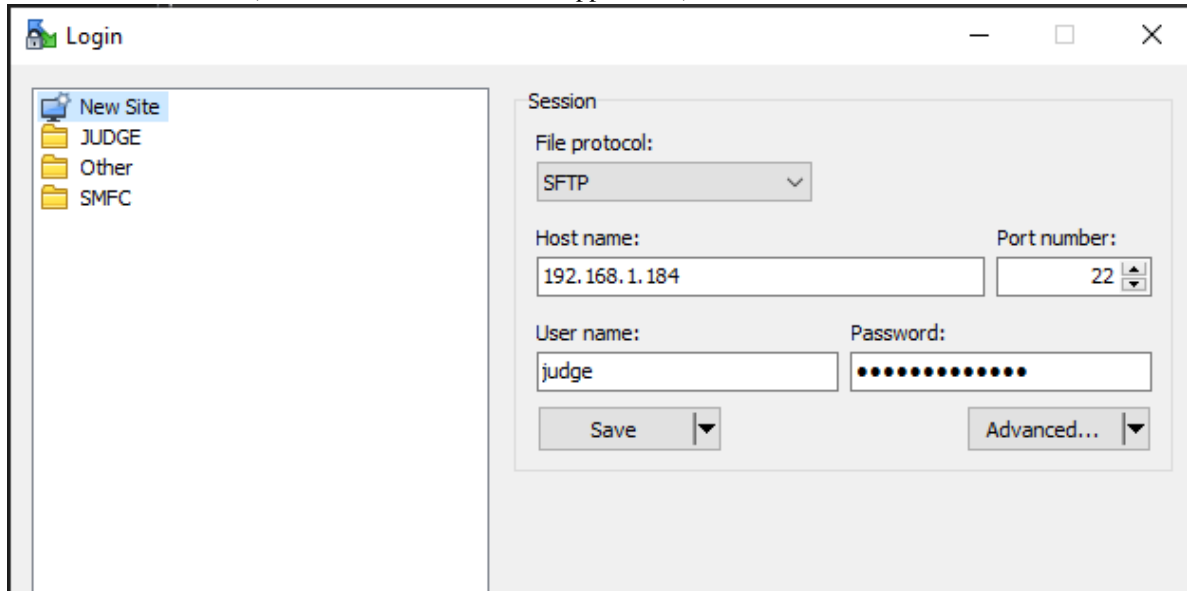 Login
New Site
JUDGE
Other
SMFC
Session
File protocol:
SFTP
Host name:
Port number:
192.168.1.184
22
User name:
Password:
judge
•••••••••••••
Save
Advanced...